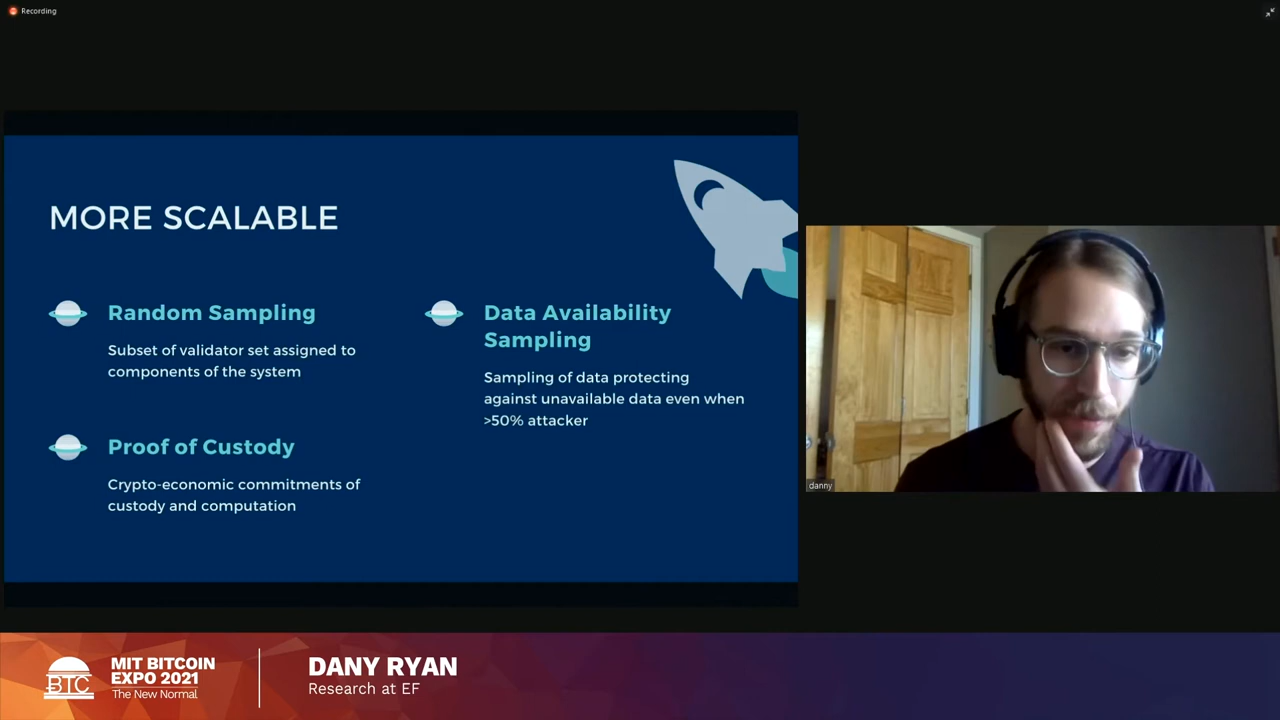 Recording
MORE SCALABLE
Random Sampling
Subset of validator set assigned to
components of the system
Proof of Custody
Crypto-economic commitments of
custody and computation
Data Availability
Sampling
Sampling of data protecting
against unavailable data even when
>50% attacker
danny
BTC
MIT BITCOIN
EXPO 2021
The New Normal
DANY RYAN
Research at EF